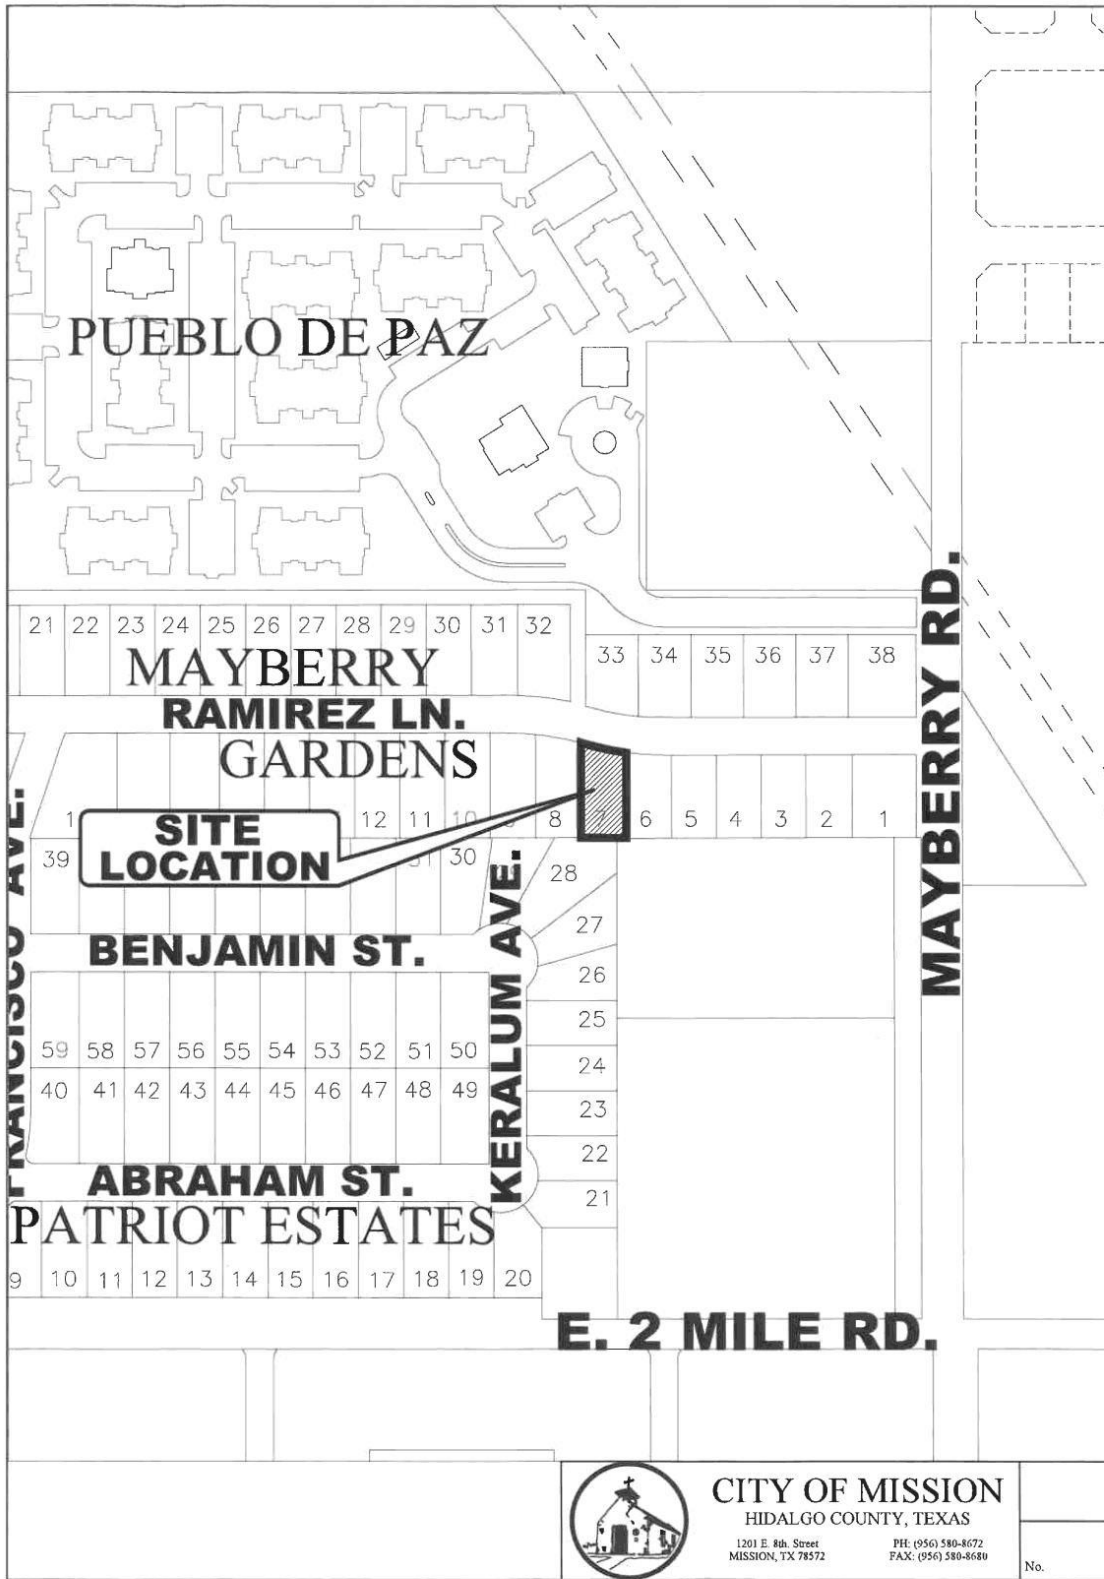 PUEBLO DE PAZ
21 22 23 24 25 26 27 28 29 30 31 32
33 34 35 36 37 38
MAYBERRY
RAMIREZ LN.
GARDENS
MAYBERRY RD.
1
12 11 10
8 7 6 5 4 3 2 1
SITE
LOCATION
39
31 30
28
27
26
25
24
23
22
21
FRANCISCO AVE.
KERALUM AVE.
BENJAMIN ST.
59 58 57 56 55 54 53 52 51 50
40 41 42 43 44 45 46 47 48 49
ABRAHAM ST.
PATRIOT ESTATES
9 10 11 12 13 14 15 16 17 18 19 20
E. 2 MILE RD.
CITY OF MISSION
HIDALGO COUNTY, TEXAS
1201 E. 8th. Street
MISSION, TX 78572
PH: (956) 580-8672
FAX: (956) 580-8680
No.